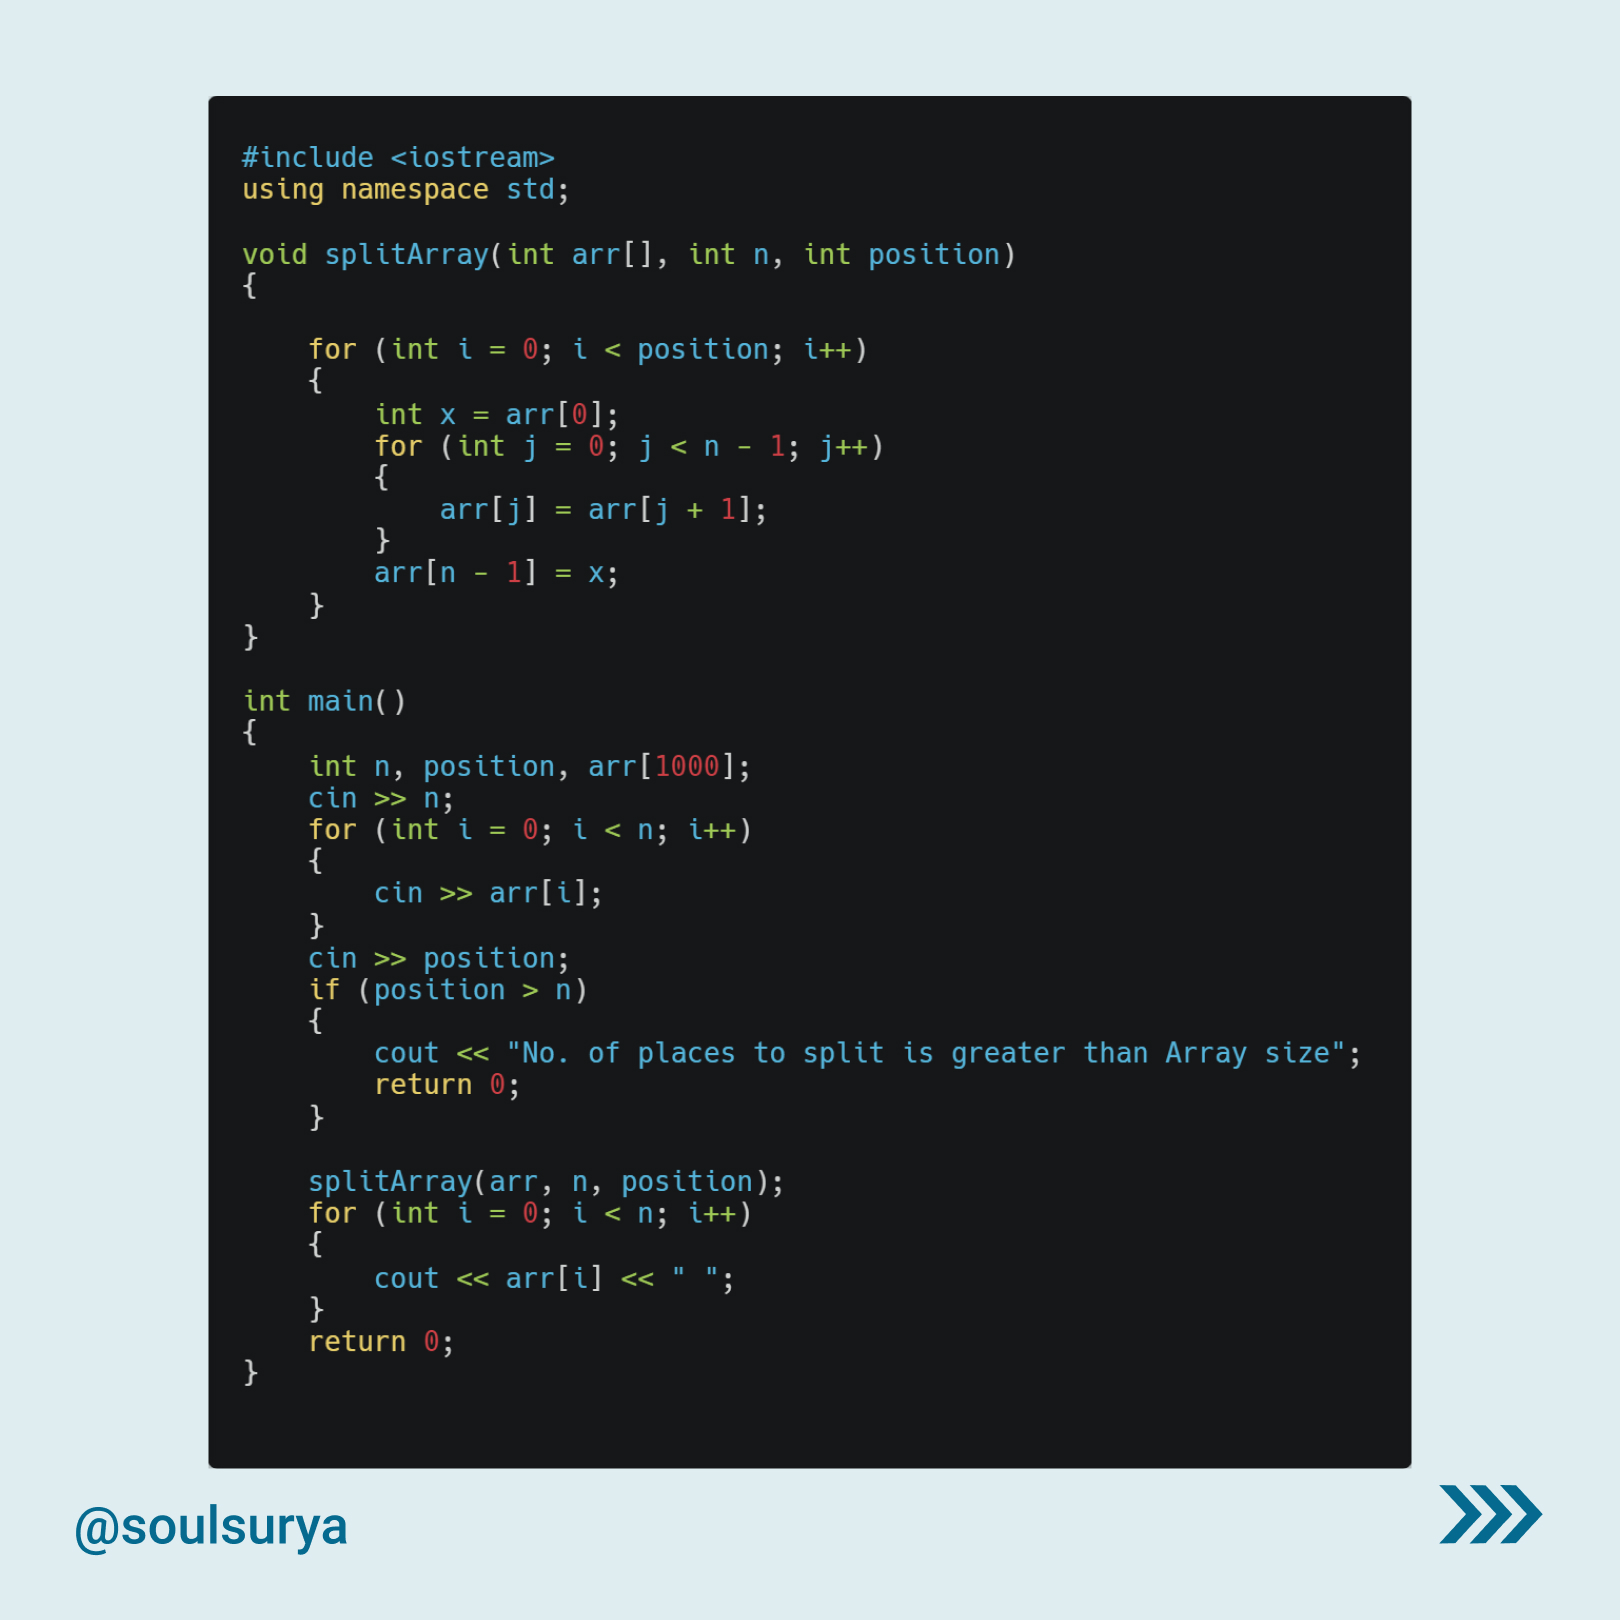 #include <iostream>
using namespace std;

void splitArray(int arr[], int n, int position)
{

    for (int i = 0; i < position; i++)
    {
        int x = arr[0];
        for (int j = 0; j < n - 1; j++)
        {
            arr[j] = arr[j + 1];
        }
        arr[n - 1] = x;
    }
}

int main()
{
    int n, position, arr[1000];
    cin >> n;
    for (int i = 0; i < n; i++)
    {
        cin >> arr[i];
    }
    cin >> position;
    if (position > n)
    {
        cout << "No. of places to split is greater than Array size";
        return 0;
    }

    splitArray(arr, n, position);
    for (int i = 0; i < n; i++)
    {
        cout << arr[i] << " ";
    }
    return 0;
}
@soulsurya